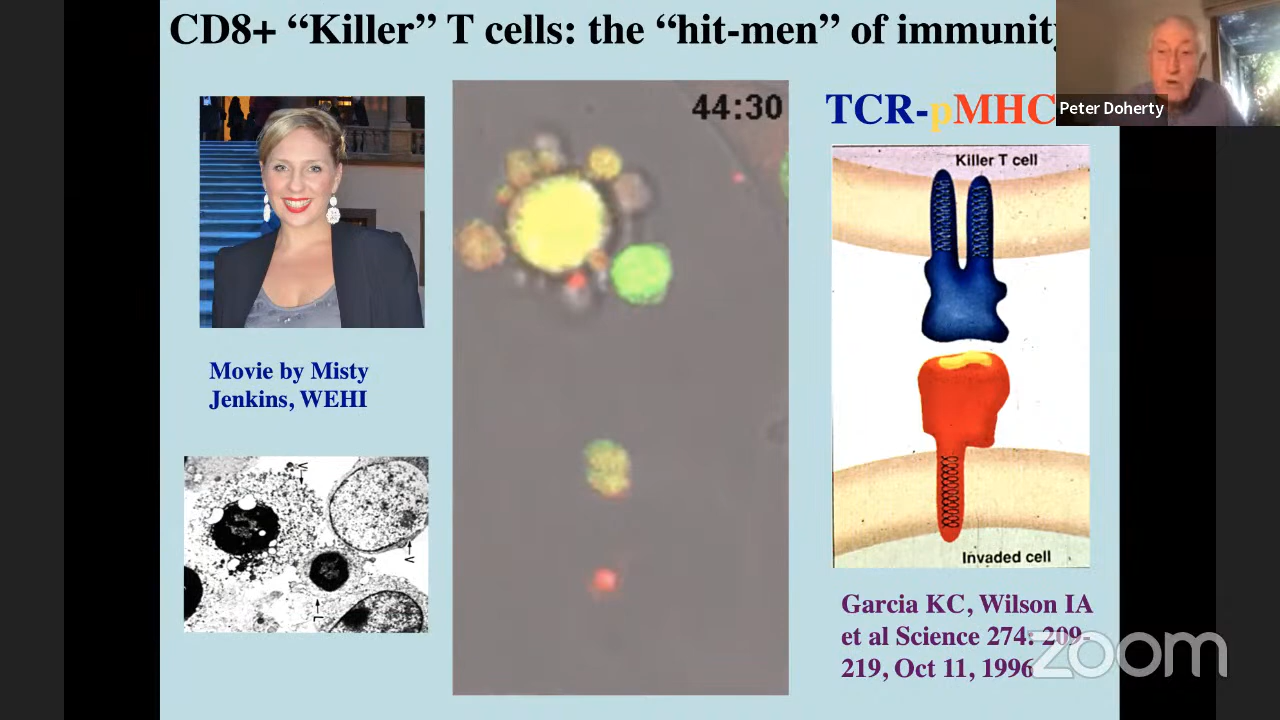 CD8+ “Killer” T cells: the “hit-men” of immunity
Peter Doherty
44:30
TCR-pMHC
Killer T cell
Movie by Misty
Jenkins, WEHI
V
V
L
Invaded cell
Garcia KC, Wilson IA
et al Science 274: 209-
219, Oct 11, 1996
zoom